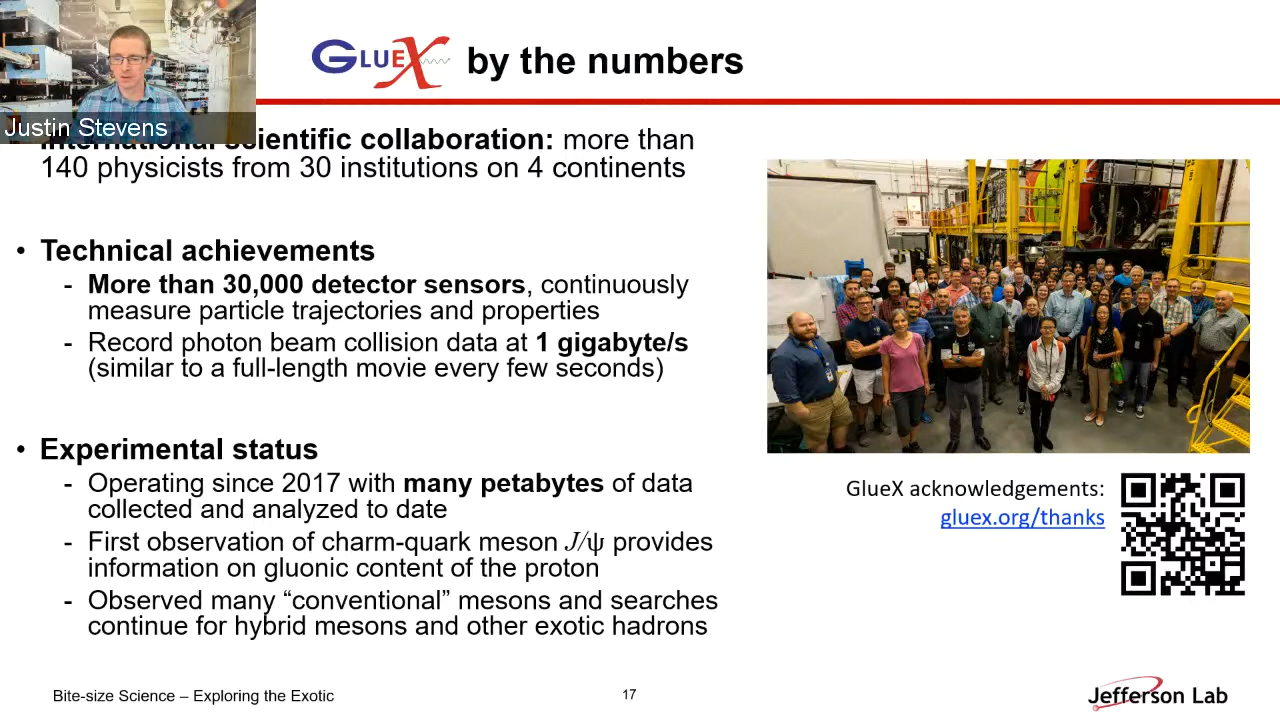 GLUEX by the numbers
Justin Stevens
International scientific collaboration: more than
140 physicists from 30 institutions on 4 continents
• Technical achievements
- More than 30,000 detector sensors, continuously
measure particle trajectories and properties
- Record photon beam collision data at 1 gigabyte/s
(similar to a full-length movie every few seconds)
• Experimental status
- Operating since 2017 with many petabytes of data
collected and analyzed to date
- First observation of charm-quark meson J/ψ provides
information on gluonic content of the proton
- Observed many “conventional” mesons and searches
continue for hybrid mesons and other exotic hadrons
GlueX acknowledgements:
gluex.org/thanks
Bite-size Science – Exploring the Exotic
17
Jefferson Lab